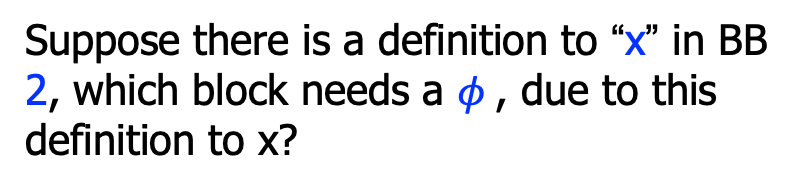 Suppose there is a definition to “x” in BB
2, which block needs a ϕ , due to this
definition to x?